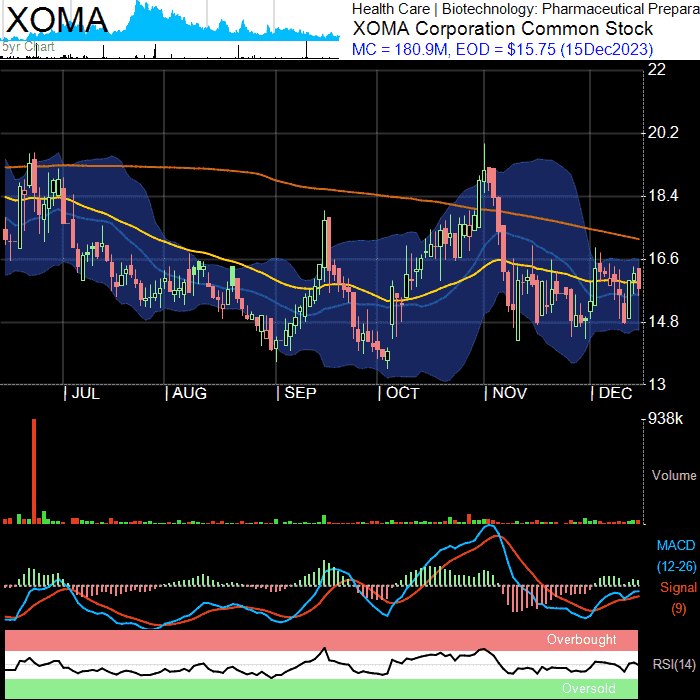 XOMA
5yr Chart
Health Care | Biotechnology: Pharmaceutical Prepara
XOMA Corporation Common Stock
MC = 180.9M, EOD = $15.75 (15Dec2023)
22
20.2
18.4
16.6
14.8
13
| JUL | AUG | SEP | OCT | NOV | DEC
938k
Volume
MACD
(12-26)
Signal
(9)
Overbought
RSI(14)
Oversold